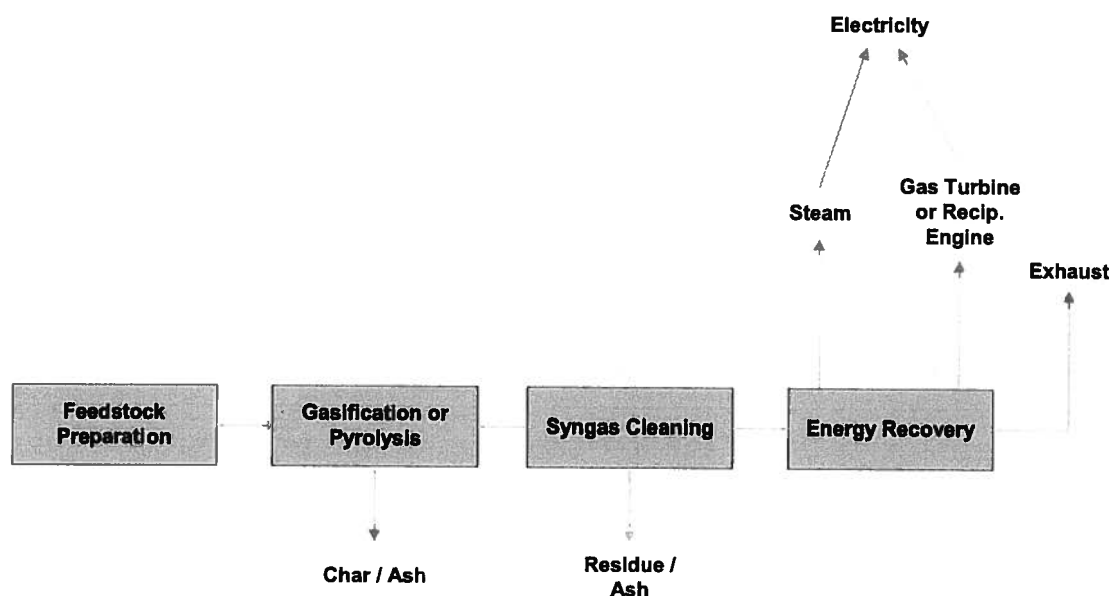 Electricity
Steam
Gas Turbine
or Recip.
Engine
Exhaust
Feedstock
Preparation
Gasification or
Pyrolysis
Syngas Cleaning
Energy Recovery
Char / Ash
Residue /
Ash